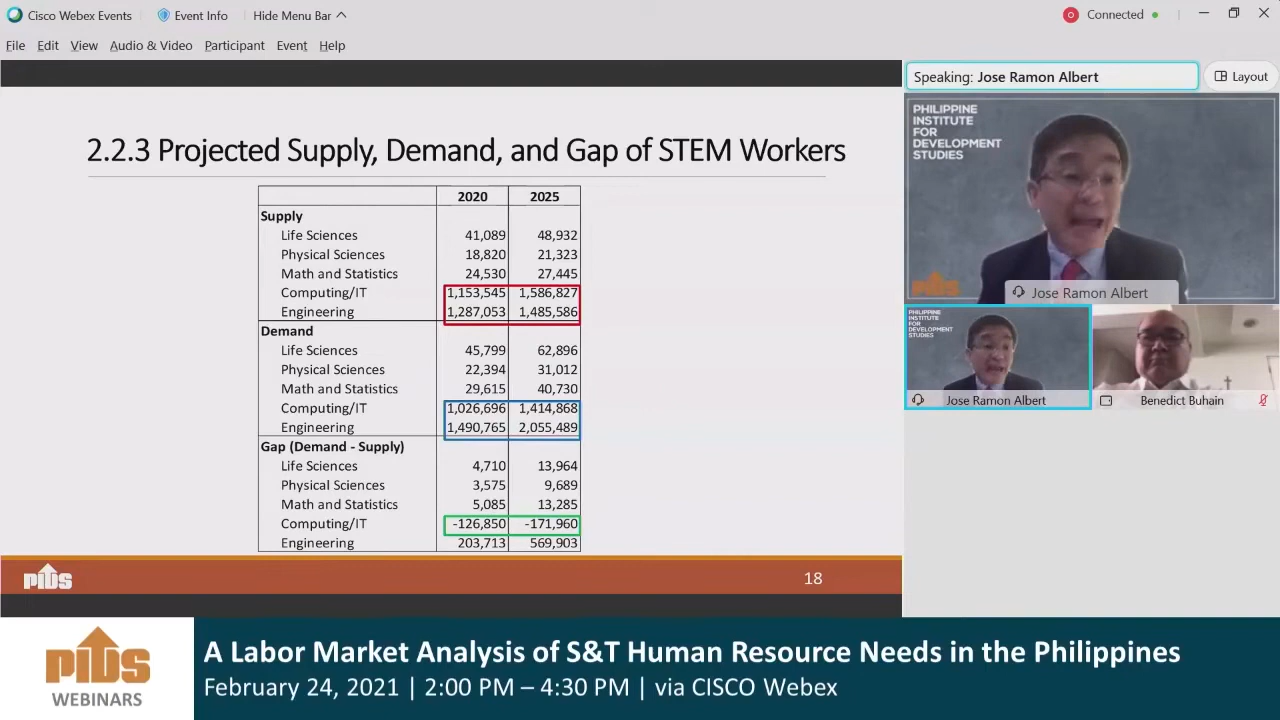 Cisco Webex Events
Event Info
Hide Menu Bar
Connected
File Edit View Audio & Video Participant Event Help
Speaking: Jose Ramon Albert
Layout
2.2.3 Projected Supply, Demand, and Gap of STEM Workers
2020 2025
Supply
Life Sciences 41,089 48,932
Physical Sciences 18,820 21,323
Math and Statistics 24,530 27,445
Computing/IT 1,153,545 1,586,827
Engineering 1,287,053 1,485,586
Demand
Life Sciences 45,799 62,896
Physical Sciences 22,394 31,012
Math and Statistics 29,615 40,730
Computing/IT 1,026,696 1,414,868
Engineering 1,490,765 2,055,489
Gap (Demand - Supply)
Life Sciences 4,710 13,964
Physical Sciences 3,575 9,689
Math and Statistics 5,085 13,285
Computing/IT -126,850 -171,960
Engineering 203,713 569,903
PIDS
18
PHILIPPINE
INSTITUTE
FOR
DEVELOPMENT
STUDIES
PIDS
Jose Ramon Albert
PHILIPPINE
INSTITUTE
FOR
DEVELOPMENT
STUDIES
Jose Ramon Albert
Benedict Buhain
PIDS
WEBINARS
A Labor Market Analysis of S&T Human Resource Needs in the Philippines
February 24, 2021 | 2:00 PM – 4:30 PM | via CISCO Webex